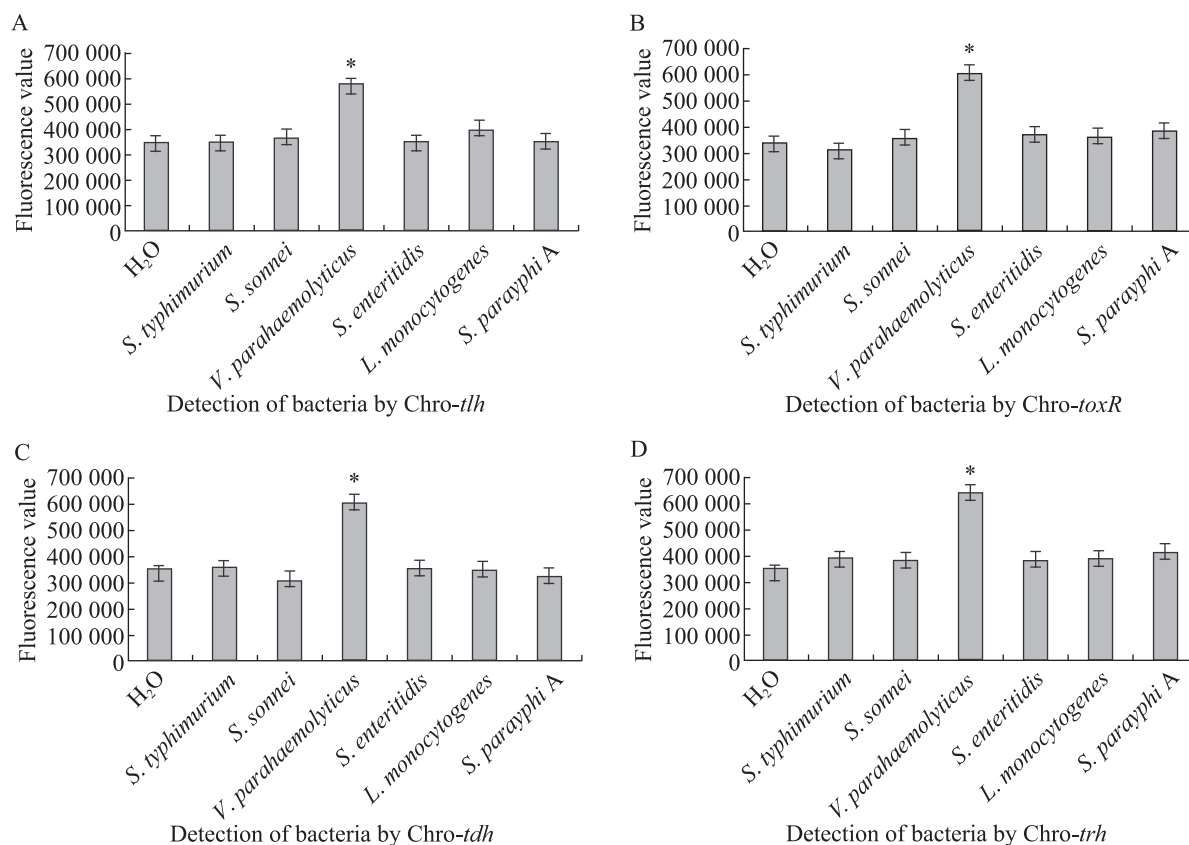 A
Fluorescence value
700 000
600 000
500 000
400 000
300 000
200 000
100 000
0
*
H₂O
S. typhimurium
S. sonnei
V. parahaemolyticus
S. enteritidis
L. monocytogenes
S. parayphi A
Detection of bacteria by Chro-tlh
B
Fluorescence value
700 000
600 000
500 000
400 000
300 000
200 000
100 000
0
*
H₂O
S. typhimurium
S. sonnei
V. parahaemolyticus
S. enteritidis
L. monocytogenes
S. parayphi A
Detection of bacteria by Chro-toxR
C
Fluorescence value
700 000
600 000
500 000
400 000
300 000
200 000
100 000
0
*
H₂O
S. typhimurium
S. sonnei
V. parahaemolyticus
S. enteritidis
L. monocytogenes
S. parayphi A
Detection of bacteria by Chro-tdh
D
Fluorescence value
700 000
600 000
500 000
400 000
300 000
200 000
100 000
0
*
H₂O
S. typhimurium
S. sonnei
V. parahaemolyticus
S. enteritidis
L. monocytogenes
S. parayphi A
Detection of bacteria by Chro-trh